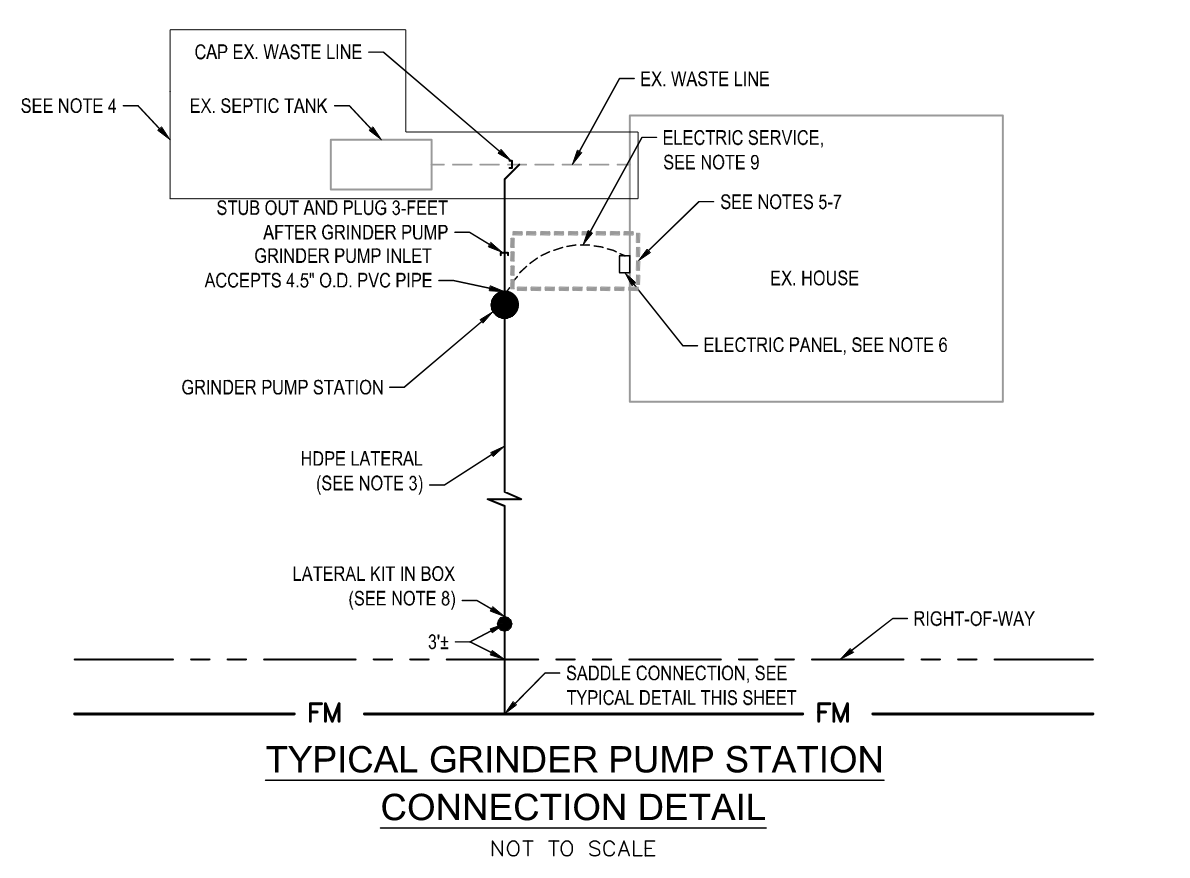 CAP EX. WASTE LINE
EX. WASTE LINE
SEE NOTE 4
EX. SEPTIC TANK
ELECTRIC SERVICE,
SEE NOTE 9
SEE NOTES 5-7
STUB OUT AND PLUG 3-FEET
AFTER GRINDER PUMP
GRINDER PUMP INLET
ACCEPTS 4.5" O.D. PVC PIPE
EX. HOUSE
ELECTRIC PANEL, SEE NOTE 6
GRINDER PUMP STATION
HDPE LATERAL
(SEE NOTE 3)
LATERAL KIT IN BOX
(SEE NOTE 8)
3'±
RIGHT-OF-WAY
SADDLE CONNECTION, SEE
TYPICAL DETAIL THIS SHEET
FM
FM
TYPICAL GRINDER PUMP STATION
CONNECTION DETAIL
NOT TO SCALE